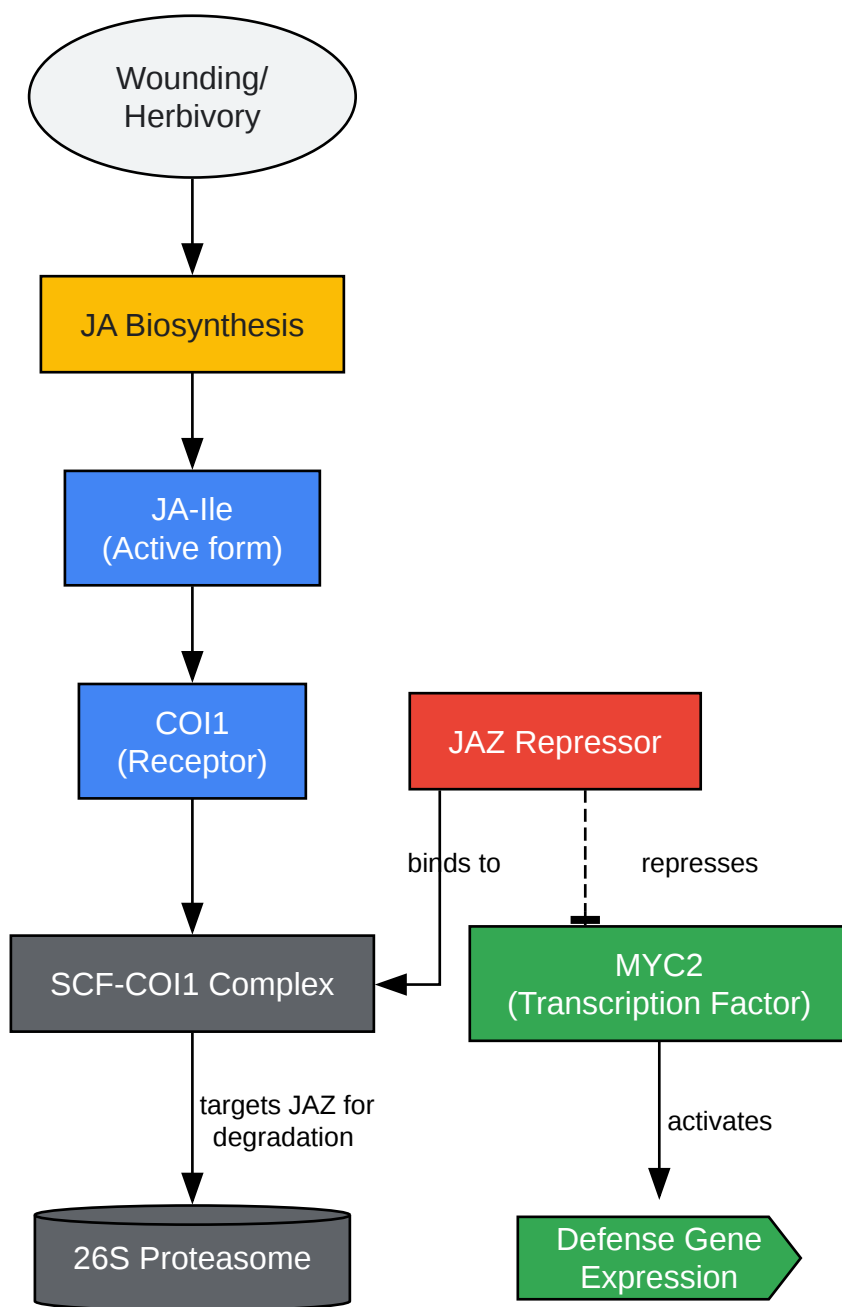 Wounding/
Herbivory
JA Biosynthesis
JA-Ile
(Active form)
COI1
(Receptor)
JAZ Repressor
binds to
represses
SCF-COI1 Complex
MYC2
(Transcription Factor)
targets JAZ for
degradation
activates
26S Proteasome
Defense Gene
Expression